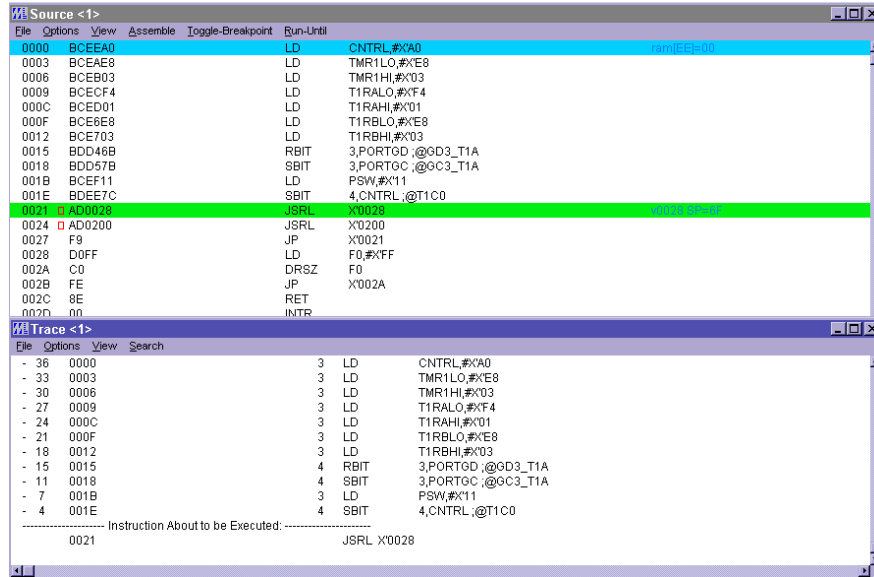 Source <1>
File Options View Assemble Toggle-Breakpoint Run-Until
0000 BCEEA0 LD CNTRL,#X'A0 ram[EE]=00
0003 BCEAE8 LD TMR1LO,#X'E8
0006 BCEB03 LD TMR1HI,#X'03
0009 BCECF4 LD T1RALO,#X'F4
000C BCED01 LD T1RAHI,#X'01
000F BCE6E8 LD T1RBLO,#X'E8
0012 BCE703 LD T1RBHI,#X'03
0015 BDD46B RBIT 3,PORTGD ;@GD3_T1A
0018 BDD57B SBIT 3,PORTGC ;@GC3_T1A
001B BCEF11 LD PSW,#X'11
001E BDEE7C SBIT 4,CNTRL ;@T1C0
0021 AD0028 JSRL X'0028 v0028 SP=6F
0024 AD0200 JSRL X'0200
0027 F9 JP X'0021
0028 D0FF LD F0,#X'FF
002A C0 DRSZ F0
002B FE JP X'002A
002C 8E RET
002D 00 INTR
Trace <1>
File Options View Search
- 36 0000 3 LD CNTRL,#X'A0
- 33 0003 3 LD TMR1LO,#X'E8
- 30 0006 3 LD TMR1HI,#X'03
- 27 0009 3 LD T1RALO,#X'F4
- 24 000C 3 LD T1RAHI,#X'01
- 21 000F 3 LD T1RBLO,#X'E8
- 18 0012 3 LD T1RBHI,#X'03
- 15 0015 4 RBIT 3,PORTGD ;@GD3_T1A
- 11 0018 4 SBIT 3,PORTGC ;@GC3_T1A
- 7 001B 3 LD PSW,#X'11
- 4 001E 4 SBIT 4,CNTRL ;@T1C0
---------------------- Instruction About to be Executed: -----------------------
0021 JSRL X'0028